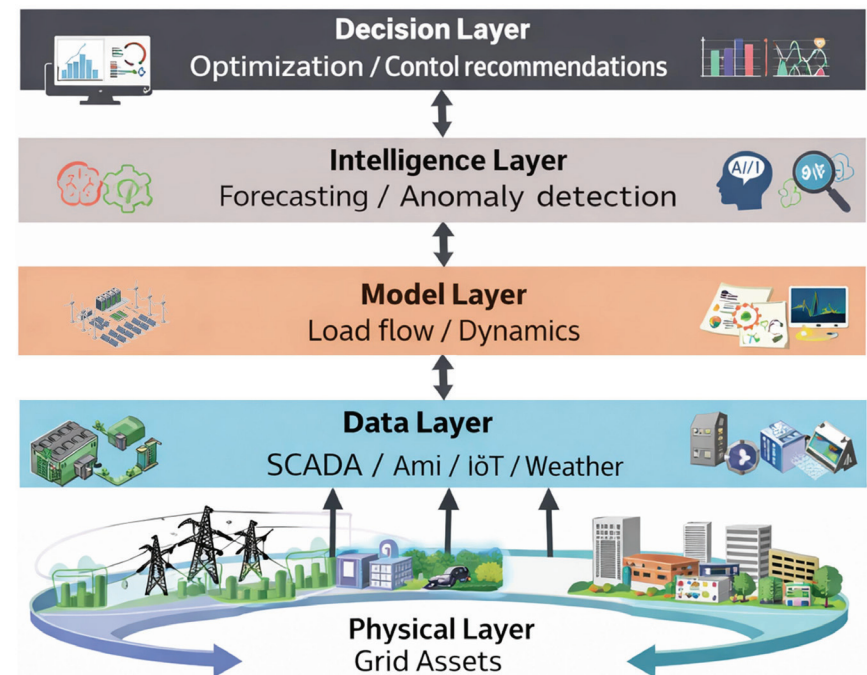 Decision Layer
Optimization / Contol recommendations
Intelligence Layer
Forecasting / Anomaly detection
AI/I
Model Layer
Load flow / Dynamics
Data Layer
SCADA / Ami / iöT / Weather
Physical Layer
Grid Assets